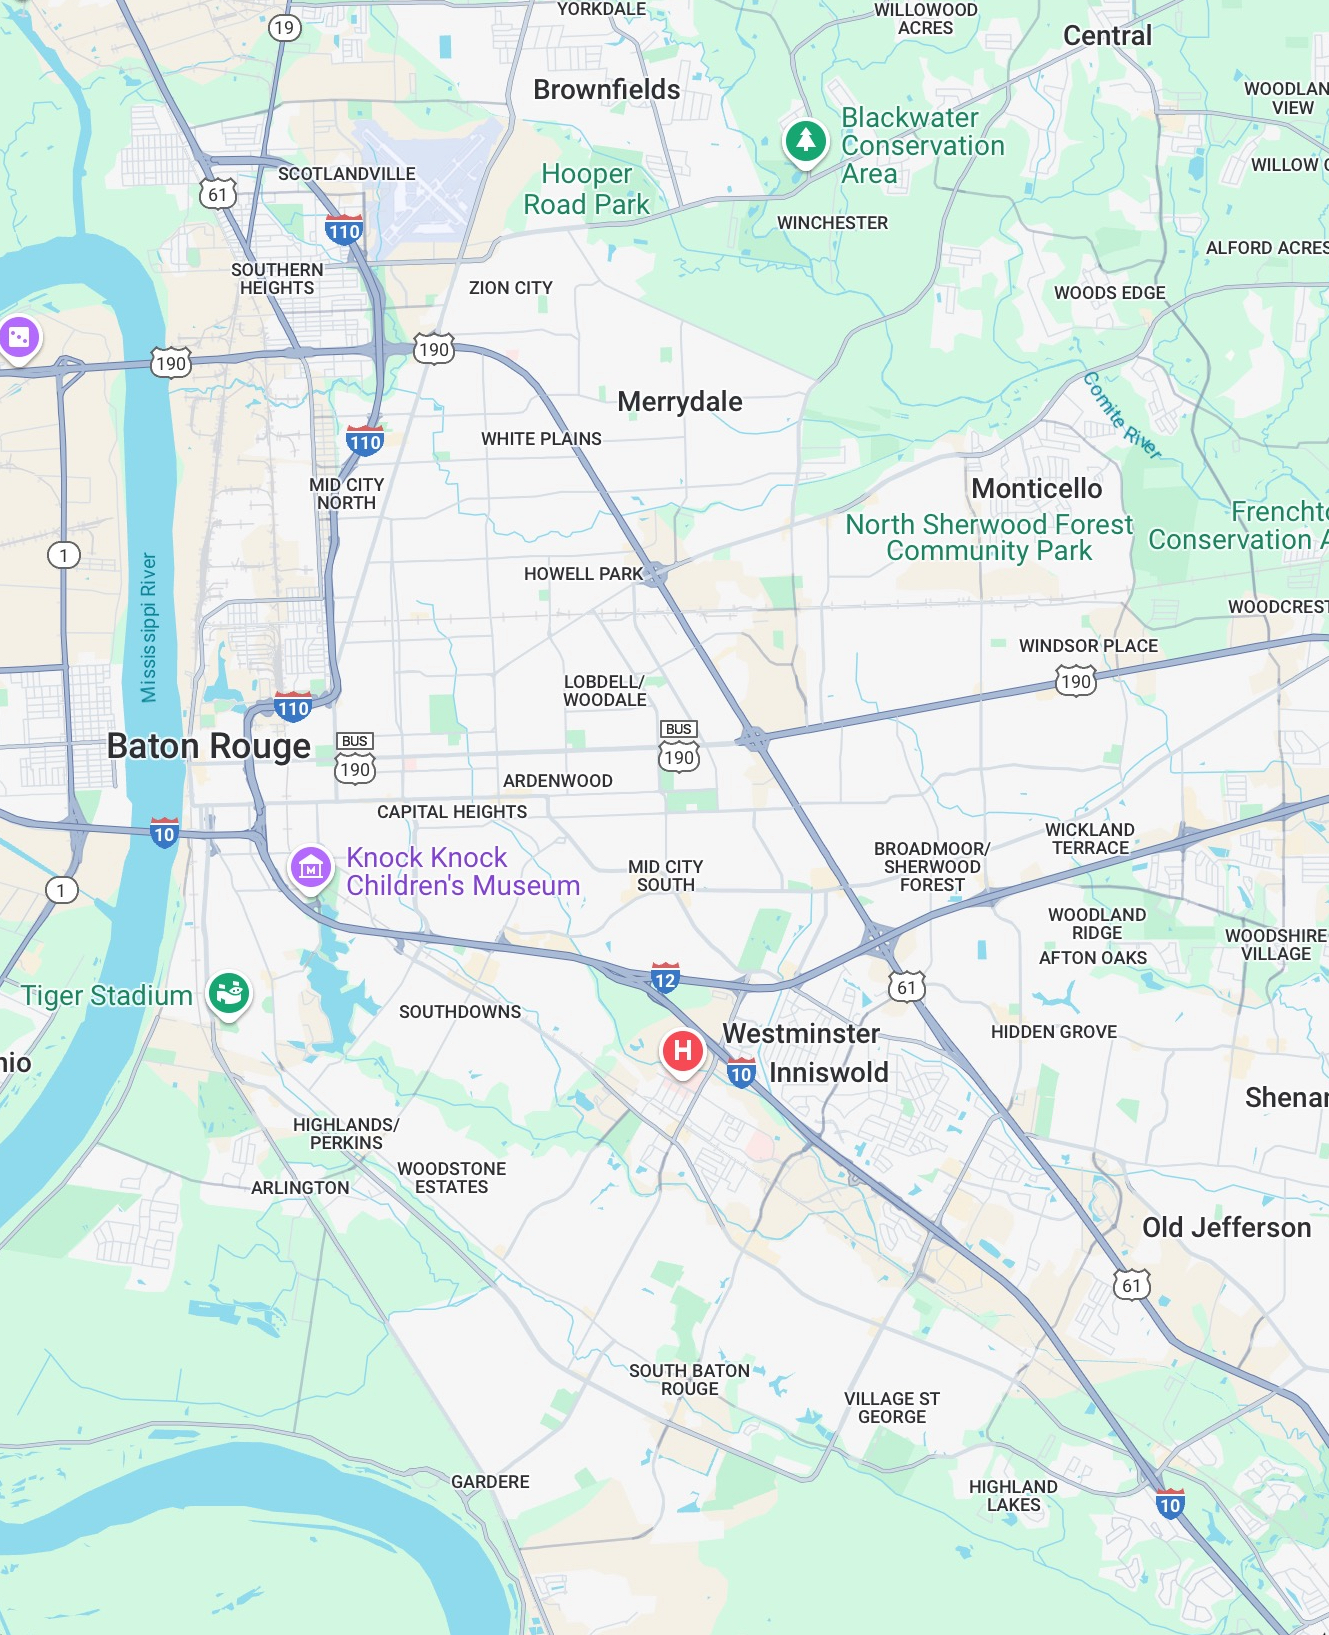 YORKDALE
WILLOWOOD
ACRES
19
Central
Brownfields
WOODLAN
VIEW
Blackwater
Conservation
Area
WILLOW
SCOTLANDVILLE
Hooper
Road Park
61
110
WINCHESTER
ALFORD ACRES
SOUTHERN
HEIGHTS
ZION CITY
WOODS EDGE
190
190
Merrydale
Comite River
110
WHITE PLAINS
MID CITY
NORTH
Monticello
North Sherwood Forest
Community Park
Frenchto
Conservation A
1
Mississippi River
HOWELL PARK
WOODCREST
WINDSOR PLACE
190
LOBDELL/
WOODALE
110
Baton Rouge
BUS
190
BUS
190
ARDENWOOD
CAPITAL HEIGHTS
10
WICKLAND
TERRACE
BROADMOOR/
SHERWOOD
FOREST
Knock Knock
Children's Museum
MID CITY
SOUTH
1
WOODLAND
RIDGE
AFTON OAKS
WOODSHIRE
VILLAGE
12
61
Tiger Stadium
SOUTHDOWNS
Westminster
HIDDEN GROVE
H
10
Inniswold
nio
Shenan
HIGHLANDS/
PERKINS
WOODSTONE
ESTATES
ARLINGTON
Old Jefferson
61
SOUTH BATON
ROUGE
VILLAGE ST
GEORGE
GARDERE
HIGHLAND
LAKES
10